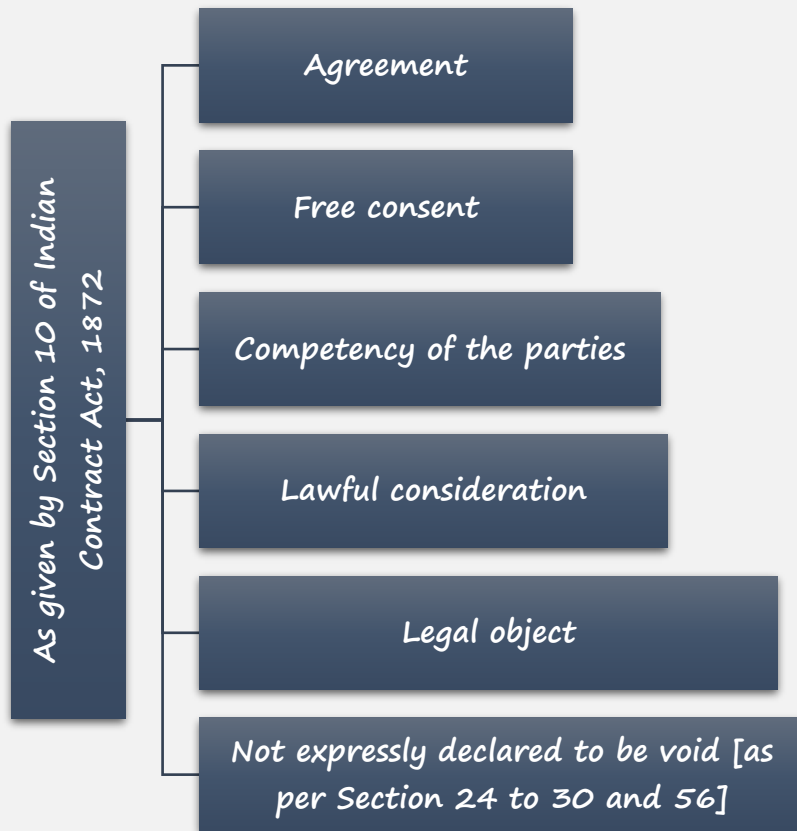 As given by Section 10 of Indian
Contract Act, 1872
Agreement
Free consent
Competency of the parties
Lawful consideration
Legal object
Not expressly declared to be void [as
per Section 24 to 30 and 56]